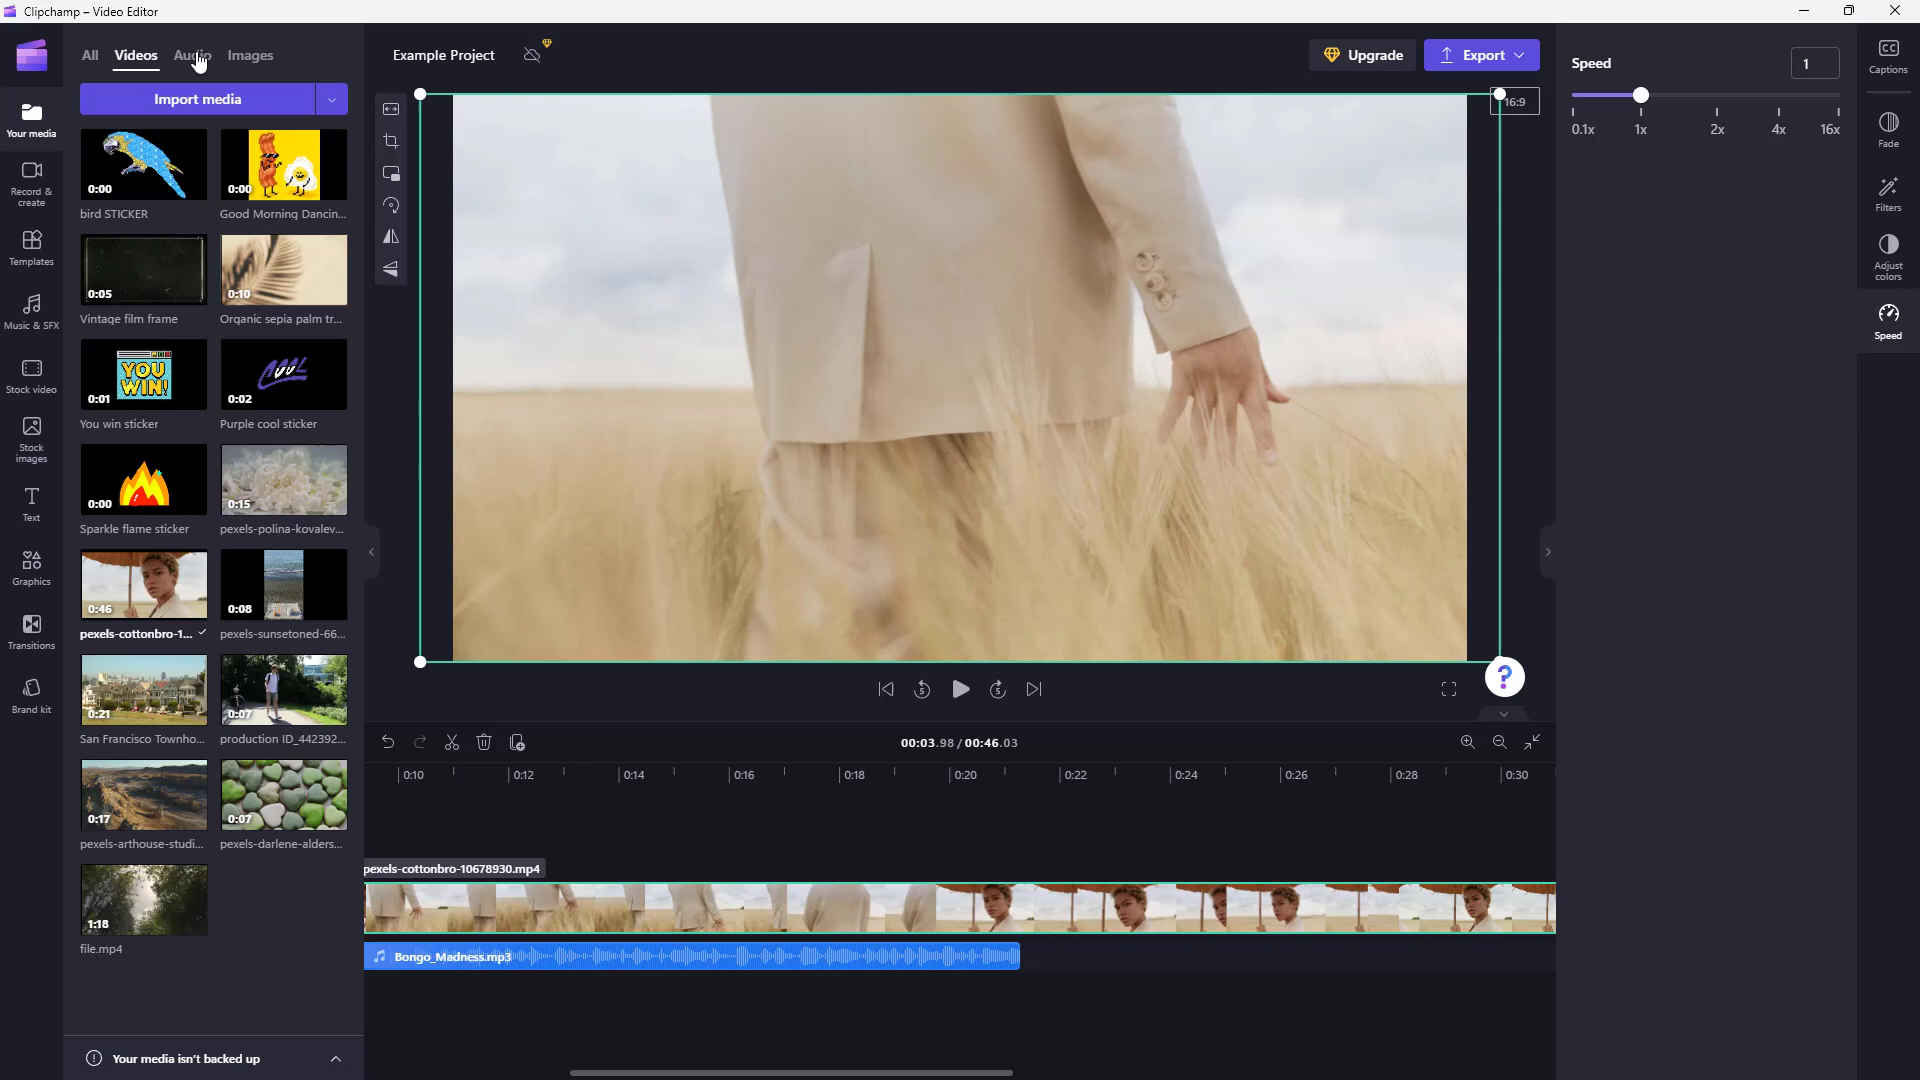 Clipchamp – Video Editor
All Videos Audio Images
Import media
Your media
Record &
create
Templates
Music & SFX
Stock video
Stock
images
Text
Graphics
Transitions
Brand kit
0:00
bird STICKER
0:00
Good Morning Dancin...
0:05
Vintage film frame
0:10
Organic sepia palm tr...
YOU
WIN!
0:01
You win sticker
0:02
Purple cool sticker
0:00
Sparkle flame sticker
0:15
pexels-polina-kovalev...
0:46
pexels-cottonbro-1...
0:08
pexels-sunsetoned-66...
0:21
San Francisco Townho...
0:07
production ID_442392...
0:17
pexels-arthouse-studi...
0:07
pexels-darlene-alders...
1:18
file.mp4
Your media isn't backed up
Example Project
Upgrade
Export
16:9
5
5
?
00:03.98 / 00:46.03
0:10 0:12 0:14 0:16 0:18 0:20 0:22 0:24 0:26 0:28 0:30
pexels-cottonbro-10678930.mp4
Bongo_Madness.mp3
Speed
1
0.1x 1x 2x 4x 16x
CC
Captions
Fade
Filters
Adjust
colors
Speed